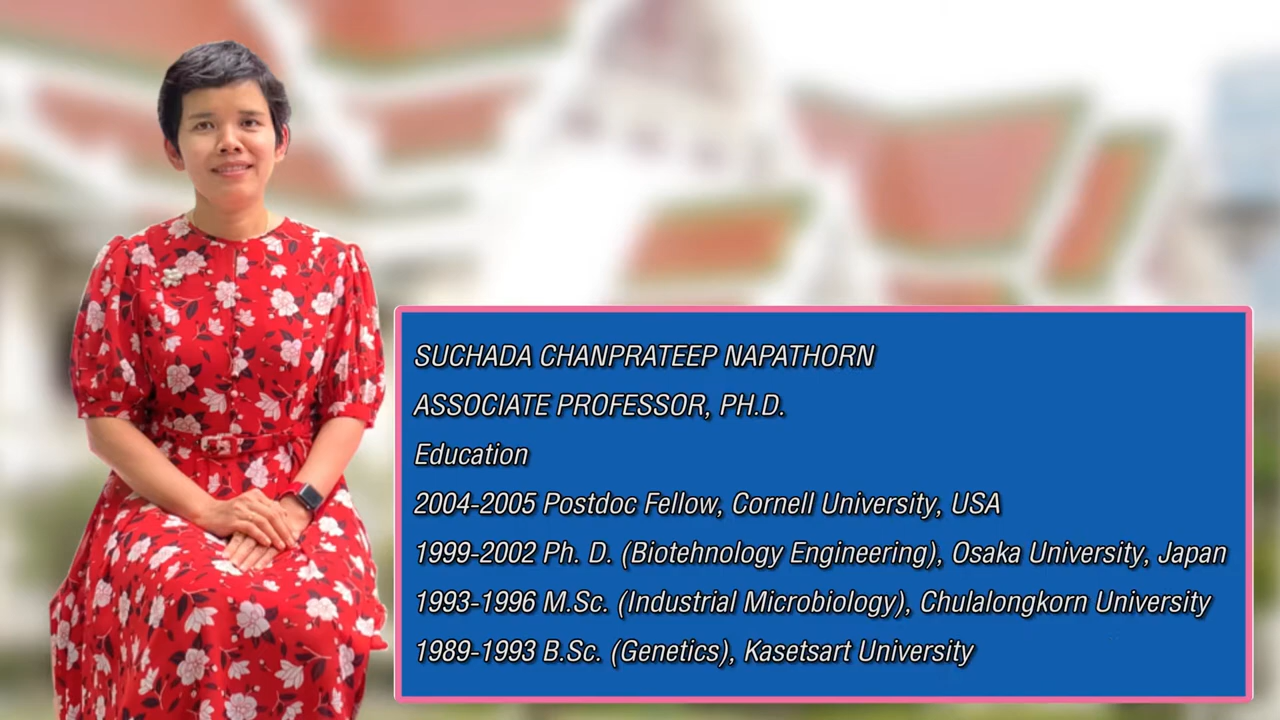 SUCHADA CHANPRATEEP NAPATHORN
ASSOCIATE PROFESSOR, PH.D.
Education
2004-2005 Postdoc Fellow, Cornell University, USA
1999-2002 Ph. D. (Biotehnology Engineering), Osaka University, Japan
1993-1996 M.Sc. (Industrial Microbiology), Chulalongkorn University
1989-1993 B.Sc. (Genetics), Kasetsart University